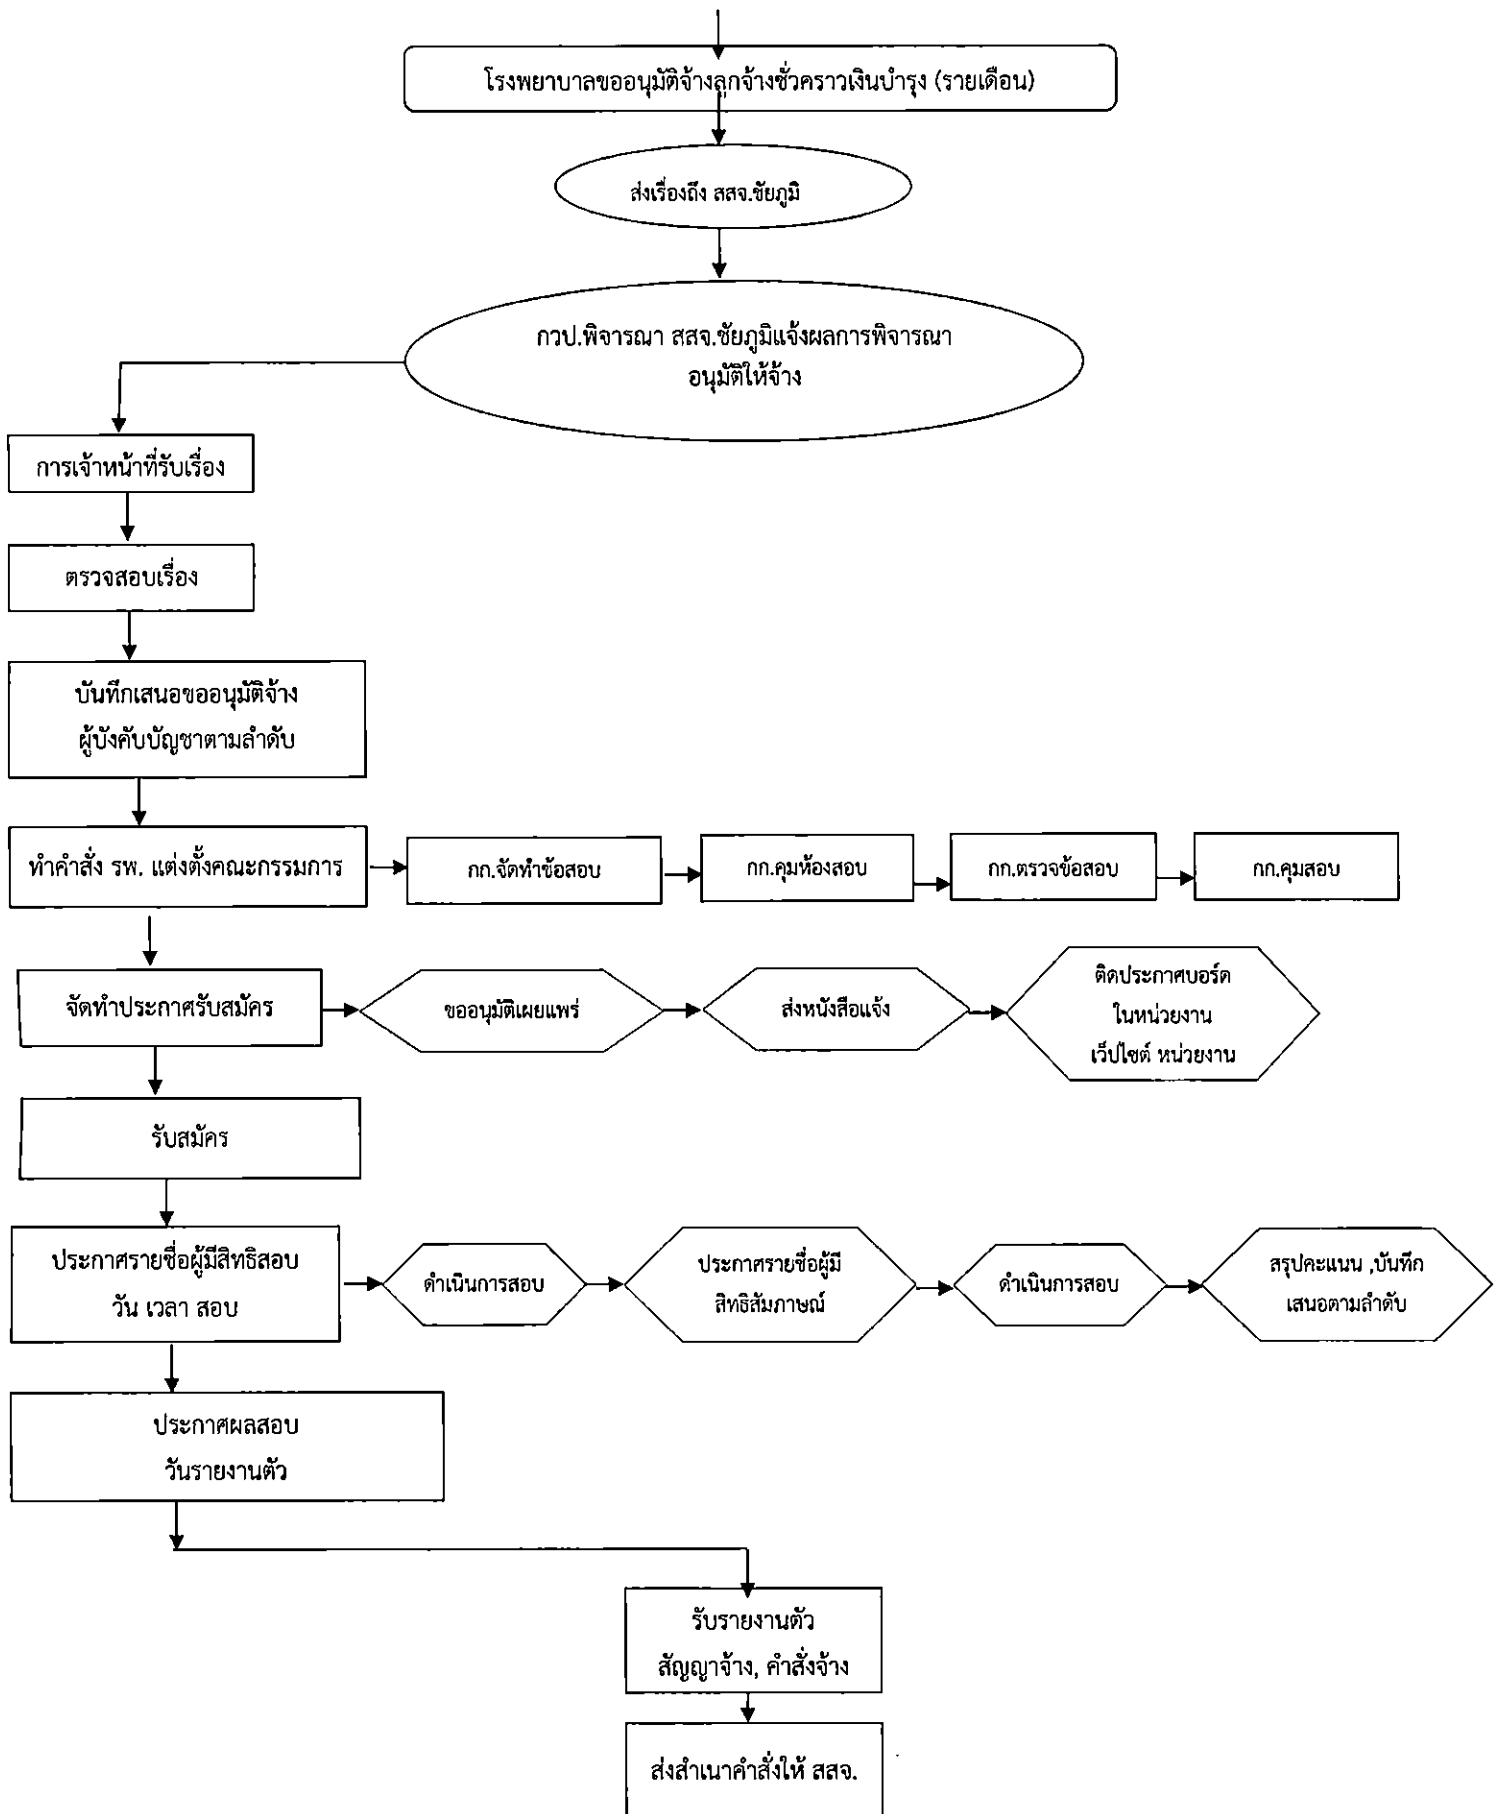 โรงพยาบาลขออนุมัติจ้างลูกจ้างชั่วคราวเงินบำรุง (รายเดือน)
ส่งเรื่องถึง สสจ.ชัยภูมิ
กวป.พิจารณา สสจ.ชัยภูมิแจ้งผลการพิจารณา
อนุมัติให้จ้าง
การเจ้าหน้าที่รับเรื่อง
ตรวจสอบเรื่อง
บันทึกเสนอขออนุมัติจ้าง
ผู้บังคับบัญชาตามลำดับ
ทำคำสั่ง รพ. แต่งตั้งคณะกรรมการ
กก.จัดทำข้อสอบ
กก.คุมห้องสอบ
กก.ตรวจข้อสอบ
กก.คุมสอบ
จัดทำประกาศรับสมัคร
ขออนุมัติเผยแพร่
ส่งหนังสือแจ้ง
ติดประกาศบอร์ด
ในหน่วยงาน
เว็ปไซต์ หน่วยงาน
รับสมัคร
ประกาศรายชื่อผู้มีสิทธิสอบ
วัน เวลา สอบ
ดำเนินการสอบ
ประกาศรายชื่อผู้มี
สิทธิสัมภาษณ์
ดำเนินการสอบ
สรุปคะแนน ,บันทึก
เสนอตามลำดับ
ประกาศผลสอบ
วันรายงานตัว
รับรายงานตัว
สัญญาจ้าง, คำสั่งจ้าง
ส่งสำเนาคำสั่งให้ สสจ.